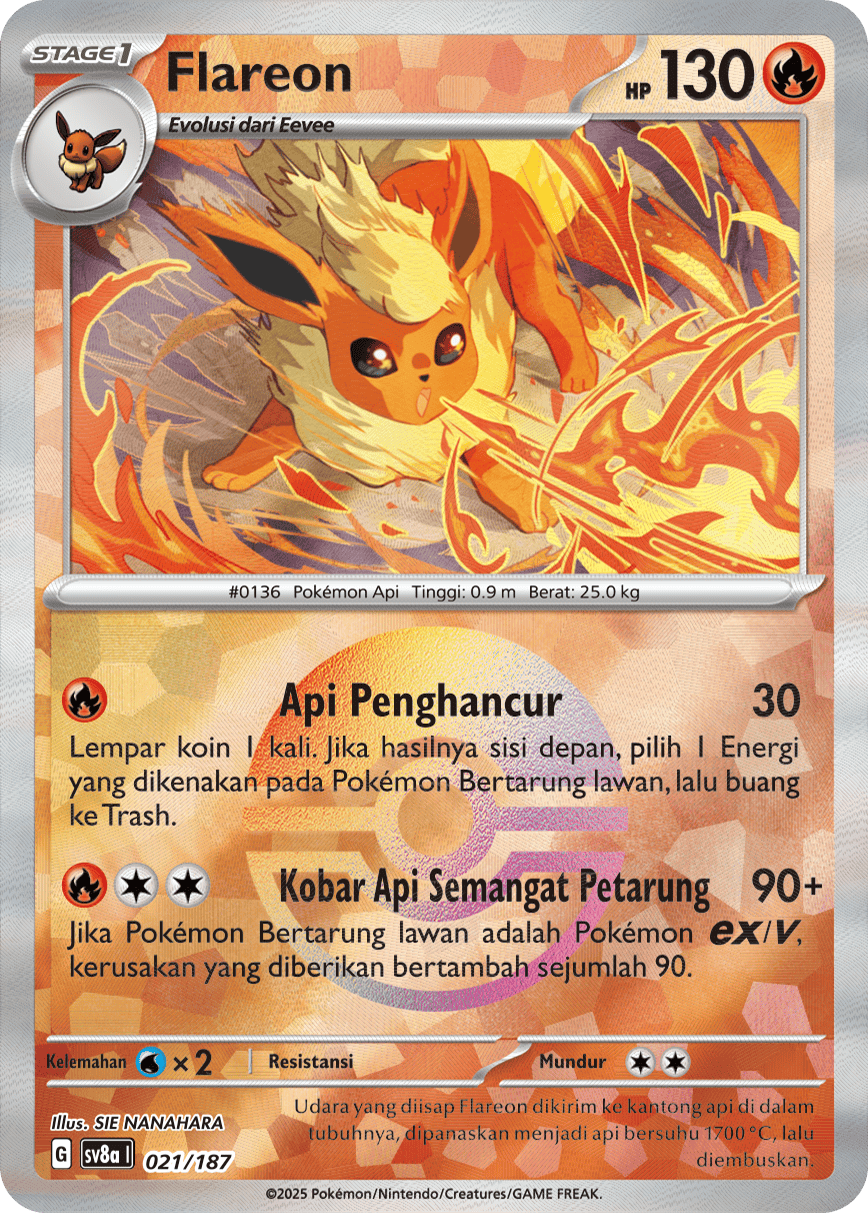 STAGE1
Flareon
HP 130
Evolusi dari Eevee
#0136 Pokémon Api Tinggi: 0.9 m Berat: 25.0 kg
Api Penghancur 30
Lempar koin 1 kali. Jika hasilnya sisi depan, pilih 1 Energi
yang dikenakan pada Pokémon Bertarung lawan, lalu buang
ke Trash.
Kobar Api Semangat Petarung 90+
Jika Pokémon Bertarung lawan adalah Pokémon ex/V,
kerusakan yang diberikan bertambah sejumlah 90.
Kelemahan ×2 Resistansi Mundur
Udara yang diisap Flareon dikirim ke kantong api di dalam
tubuhnya, dipanaskan menjadi api bersuhu 1700 °C, lalu
diembuskan.
Illus. SIE NANAHARA
G sv8a I 021/187
©2025 Pokémon/Nintendo/Creatures/GAME FREAK.